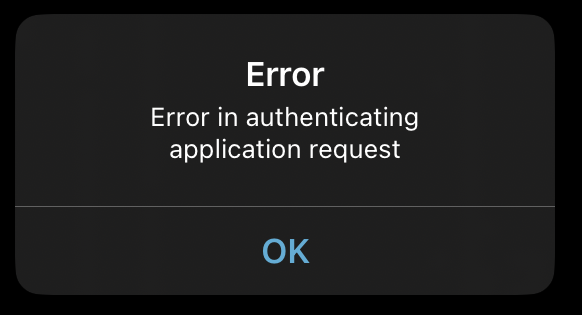 Error
Error in authenticating
application request
OK